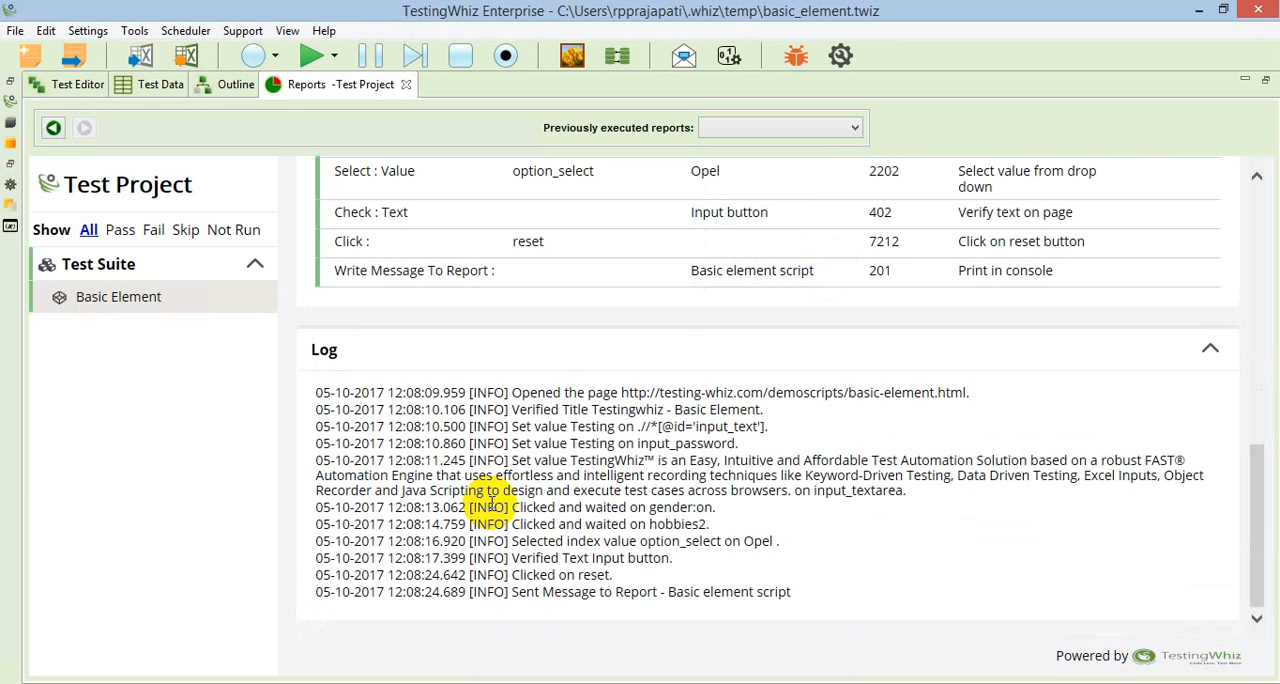 TestingWhiz Enterprise - C:\Users\rpprajapati\.whiz\temp\basic_element.twiz
File Edit Settings Tools Scheduler Support View Help
Test Editor Test Data Outline Reports -Test Project
Previously executed reports:
Test Project
Show All Pass Fail Skip Not Run
Test Suite
Basic Element
Select : Value option_select Opel 2202 Select value from drop
down
Check : Text Input button 402 Verify text on page
Click : reset 7212 Click on reset button
Write Message To Report : Basic element script 201 Print in console
Log
05-10-2017 12:08:09.959 [INFO] Opened the page http://testing-whiz.com/demoscripts/basic-element.html.
05-10-2017 12:08:10.106 [INFO] Verified Title Testingwhiz - Basic Element.
05-10-2017 12:08:10.500 [INFO] Set value Testing on .//*[@id='input_text'].
05-10-2017 12:08:10.860 [INFO] Set value Testing on input_password.
05-10-2017 12:08:11.245 [INFO] Set value TestingWhiz™ is an Easy, Intuitive and Affordable Test Automation Solution based on a robust FAST®
Automation Engine that uses effortless and intelligent recording techniques like Keyword-Driven Testing, Data Driven Testing, Excel Inputs, Object
Recorder and Java Scripting to design and execute test cases across browsers. on input_textarea.
05-10-2017 12:08:13.062 [INFO] Clicked and waited on gender:on.
05-10-2017 12:08:14.759 [INFO] Clicked and waited on hobbies2.
05-10-2017 12:08:16.920 [INFO] Selected index value option_select on Opel .
05-10-2017 12:08:17.399 [INFO] Verified Text Input button.
05-10-2017 12:08:24.642 [INFO] Clicked on reset.
05-10-2017 12:08:24.689 [INFO] Sent Message to Report - Basic element script
Powered by TestingWhiz